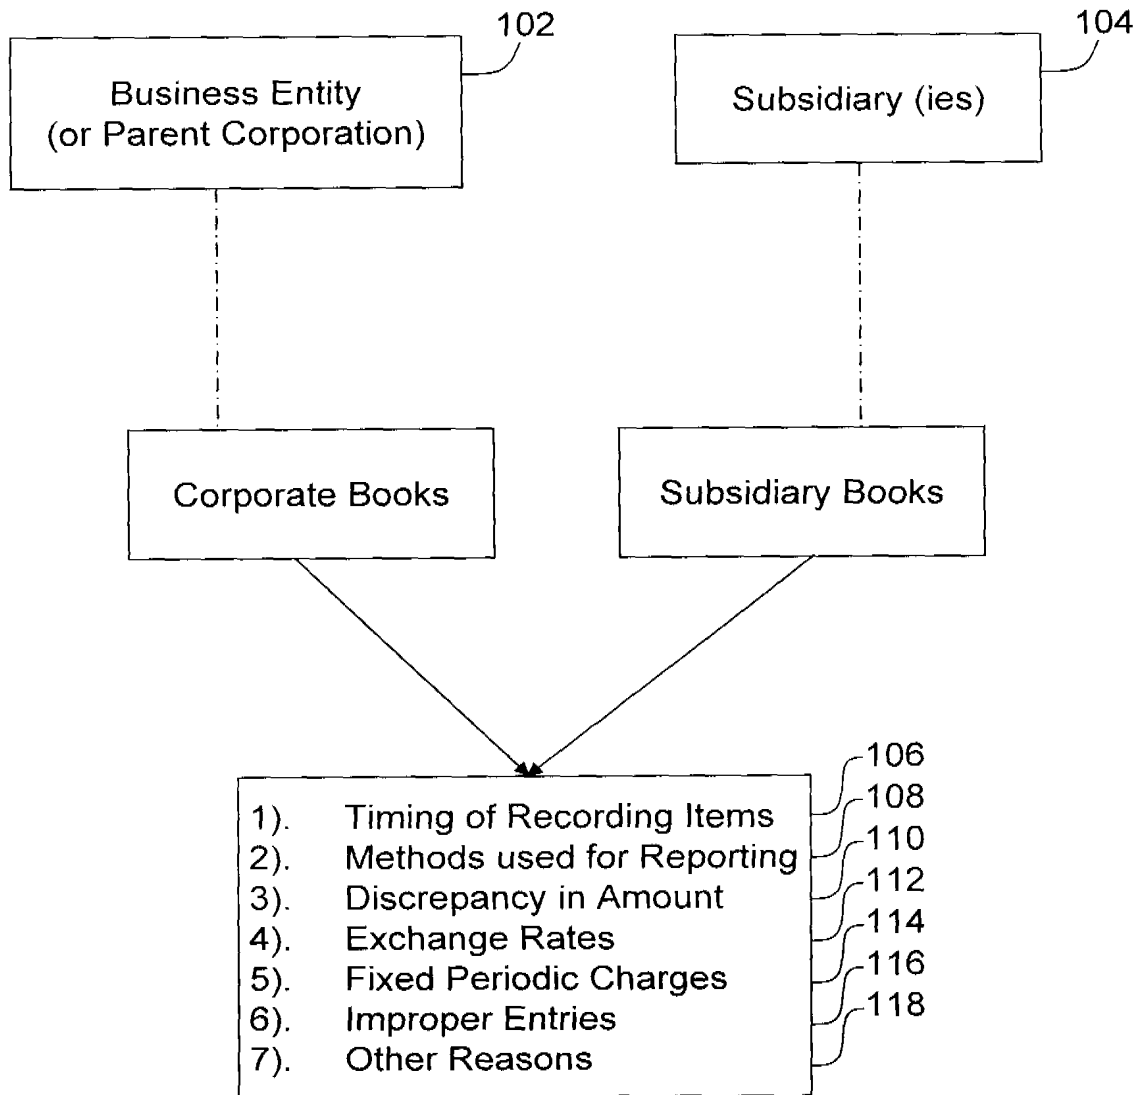 102
104
Business Entity
(or Parent Corporation)
Subsidiary (ies)
Corporate Books
Subsidiary Books
1). Timing of Recording Items 106
2). Methods used for Reporting 108
3). Discrepancy in Amount 110
4). Exchange Rates 112
5). Fixed Periodic Charges 114
6). Improper Entries 116
7). Other Reasons 118